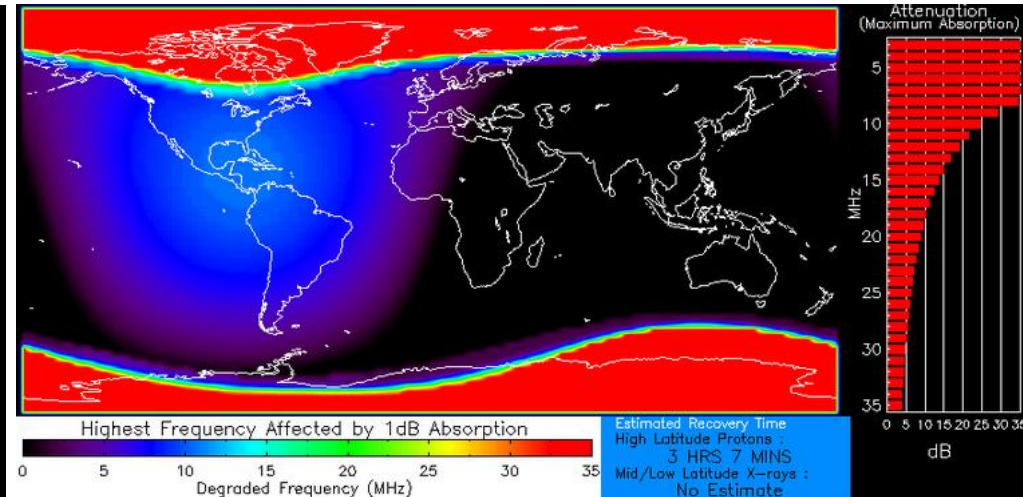 Attenuation
(Maximum Absorption)
5
10
15
20
25
30
35
MHz
0 5 10 15 20 25 30 35
dB
Highest Frequency Affected by 1dB Absorption
0 5 10 15 20 25 30 35
Degraded Frequency (MHz)
Estimated Recovery Time
High Latitude Protons :
3 HRS 7 MINS
Mid/Low Latitude X-rays :
No Estimate